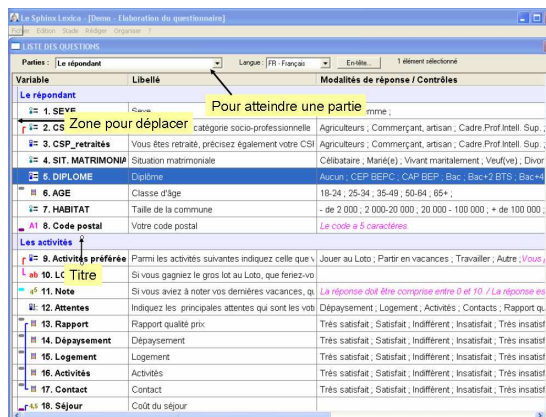 Le Sphinx Lexica - [Demo - Elaboration du questionnaire]
Fichier Edition Stade Rédiger Organiser ?
LISTE DES QUESTIONS
Parties : Le répondant Langue : FR - Français En-tête... 1 élément sélectionné
Variable Libellé Modalités de réponse / Contrôles
Le répondant
Pour atteindre une partie
1. SEXE Sexe mme ;
Zone pour déplacer
2. CS catégorie socio-professionnelle Agriculteurs ; Commerçant, artisan ; Cadre.Prof.Intell. Sup. ;
3. CSP_retraités Vous êtes retraité, précisez également votre CSI Agriculteurs ; Commerçant, artisan ; Cadre.Prof.Intell. Sup. ;
4. SIT. MATRIMONIA Situation matrimoniale Célibataire ; Marié(e) ; Vivant maritalement ; Veuf(ve) ; Divor
5. DIPLOME Diplôme Aucun ; CEP BEPC ; CAP BEP ; Bac ; Bac+2 BTS ; Bac+4
6. AGE Classe d'âge 18-24 ; 25-34 ; 35-49 ; 50-64 ; 65+ ;
7. HABITAT Taille de la commune - de 2 000 ; 2 000-20 000 ; 20 000 - 100 000 ; + de 100 000 ;
A1 8. Code postal Votre code postal Le code a 5 caractères.
Les activités
9. Activités préférée Parmi les activités suivantes indiquez celle que v Jouer au Loto ; Partir en vacances ; Travailler ; Autre ; Vous
Titre
ab 10. LO Si vous gagniez le gros lot au Loto, que feriez-vo
4,5 11. Note Si vous aviez à noter vos dernières vacances, qu La réponse doit être comprise entre 0 et 10. / La réponse es
12. Attentes Indiquez les principales attentes qui sont les vot Dépaysement ; Logement ; Activités ; Contacts ; Rapport qu
13. Rapport Rapport qualité prix Très satisfait ; Satisfait ; Indifférent ; Insatisfait ; Très insatisf
14. Dépaysement Dépaysement Très satisfait ; Satisfait ; Indifférent ; Insatisfait ; Très insatisf
15. Logement Logement Très satisfait ; Satisfait ; Indifférent ; Insatisfait ; Très insatisf
16. Activités Activités Très satisfait ; Satisfait ; Indifférent ; Insatisfait ; Très insatisf
17. Contact Contact Très satisfait ; Satisfait ; Indifférent ; Insatisfait ; Très insatisf
4,5 18. Séjour Coût du séjour